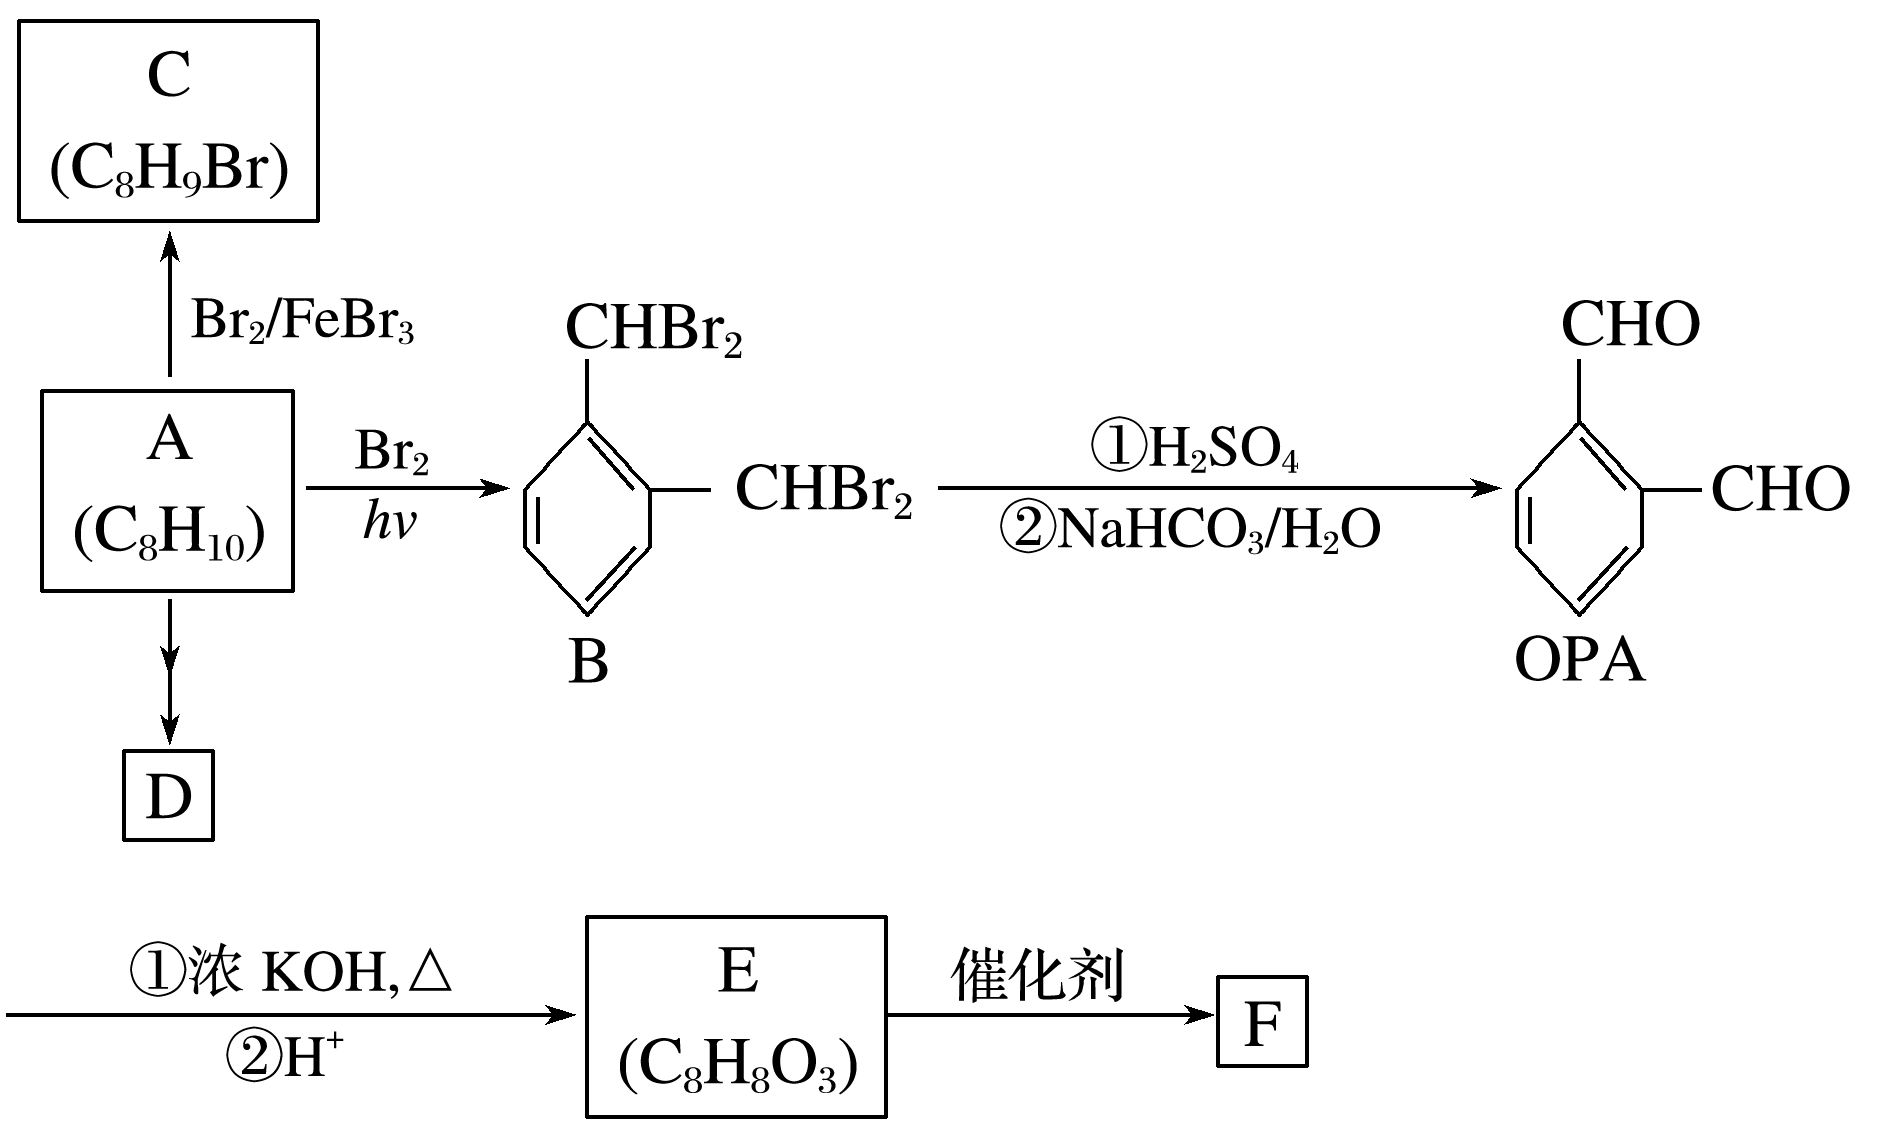 C
(C₈H₉Br)
Br₂/FeBr₃
A
(C₈H₁₀)
Br₂
hν
CHBr₂
CHBr₂
B
①H₂SO₄
②NaHCO₃/H₂O
CHO
CHO
OPA
D
①浓 KOH,△
②H⁺
E
(C₈H₈O₃)
催化剂
F